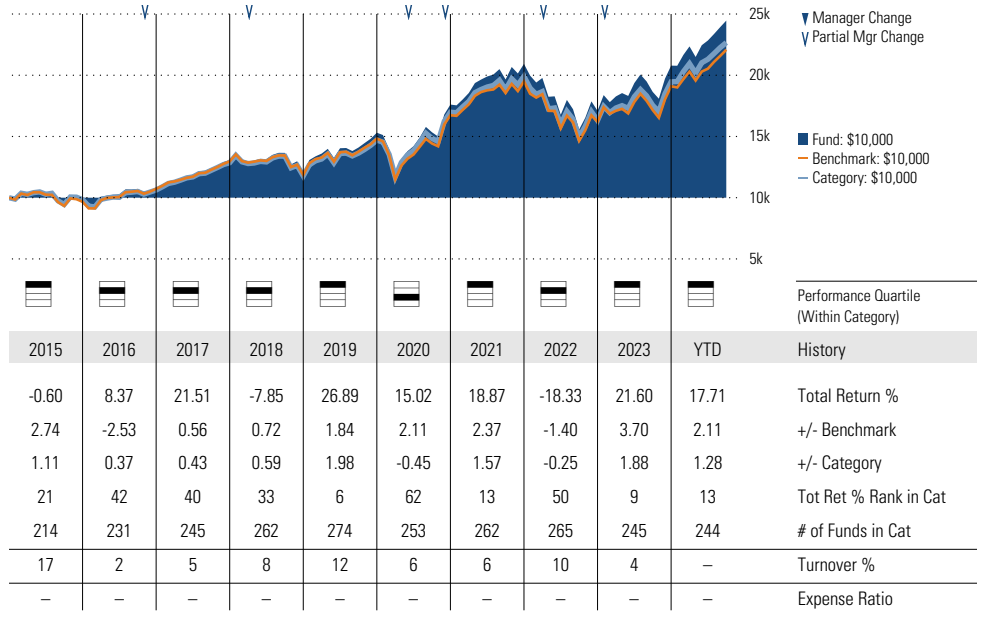 25k
Manager Change
Partial Mgr Change
20k
15k
Fund: $10,000
Benchmark: $10,000
Category: $10,000
10k
5k
Performance Quartile
(Within Category)
2015 2016 2017 2018 2019 2020 2021 2022 2023 YTD History
-0.60 8.37 21.51 -7.85 26.89 15.02 18.87 -18.33 21.60 17.71 Total Return %
2.74 -2.53 0.56 0.72 1.84 2.11 2.37 -1.40 3.70 2.11 +/- Benchmark
1.11 0.37 0.43 0.59 1.98 -0.45 1.57 -0.25 1.88 1.28 +/- Category
21 42 40 33 6 62 13 50 9 13 Tot Ret % Rank in Cat
214 231 245 262 274 253 262 265 245 244 # of Funds in Cat
17 2 5 8 12 6 6 10 4 – Turnover %
– – – – – – – – – – Expense Ratio